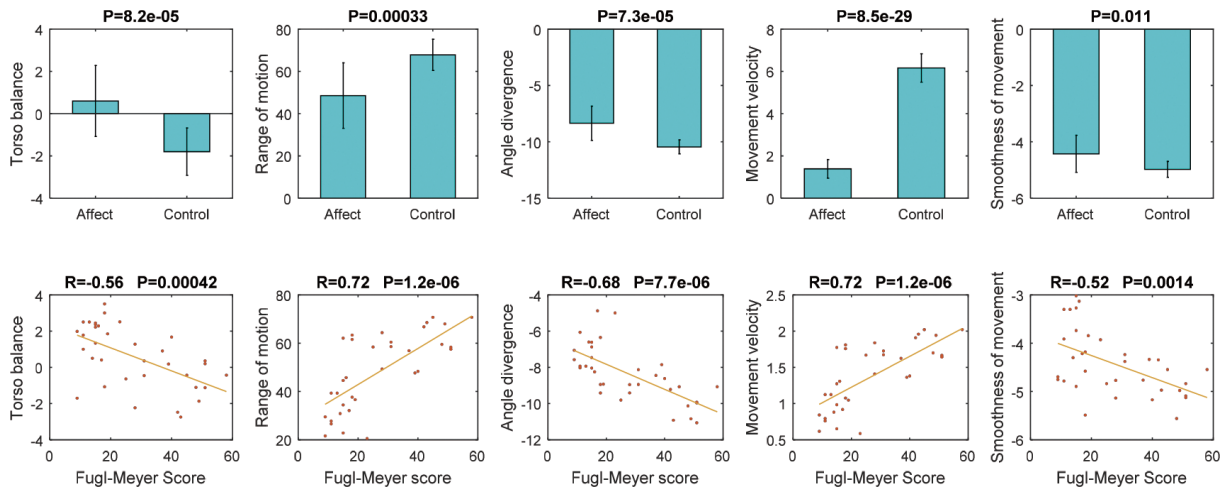 P=8.2e-05
Torso balance
4
2
0
-2
-4
Affect
Control
P=0.00033
Range of motion
80
60
40
20
0
Affect
Control
P=7.3e-05
Angle divergence
0
-5
-10
-15
Affect
Control
P=8.5e-29
Movement velocity
8
6
4
2
0
Affect
Control
P=0.011
Smoothness of movement
0
-2
-4
-6
Affect
Control
R=-0.56 P=0.00042
Torso balance
4
2
0
-2
-4
0 20 40 60
Fugl-Meyer Score
R=0.72 P=1.2e-06
Range of motion
80
60
40
20
0 20 40 60
Fugl-Meyer Score
R=-0.68 P=7.7e-06
Angle divergence
-4
-6
-8
-10
-12
0 20 40 60
Fugl-Meyer Score
R=0.72 P=1.2e-06
Movement velocity
2.5
2
1.5
1
0.5
0 20 40 60
Fugl-Meyer Score
R=-0.52 P=0.0014
Smoothness of movement
-3
-4
-5
-6
0 20 40 60
Fugl-Meyer Score